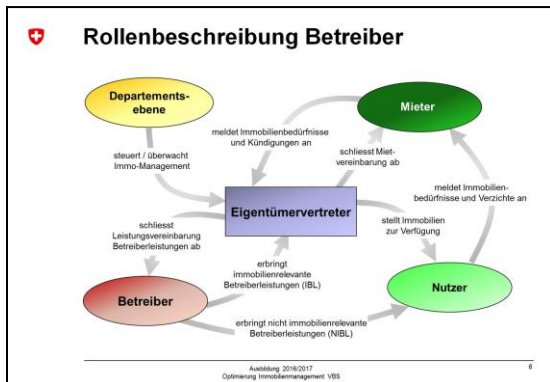 Rollenbeschreibung Betreiber
Departements-
ebene
Mieter
meldet Immobilienbedürfnisse
und Kündigungen an
schliesst Miet-
vereinbarung ab
steuert / überwacht
Immo-Management
meldet Immobilien-
bedürfnisse und Verzichte an
Eigentümervertreter
schliesst
Leistungsvereinbarung
Betreiberleistungen ab
stellt Immobilien
zur Verfügung
erbringt
immobilienrelevante
Betreiberleistungen (IBL)
Betreiber
Nutzer
erbringt nicht immobilienrelevante
Betreiberleistungen (NIBL)
Ausbildung 2016/2017
Optimierung Immobilienmanagement VBS
6